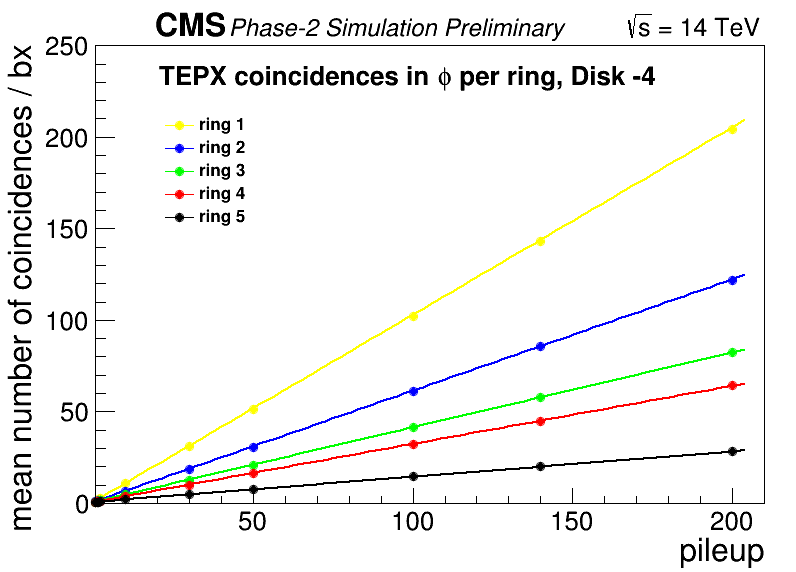 CMS Phase-2 Simulation Preliminary √s = 14 TeV
TEPX coincidences in ϕ per ring, Disk -4
ring 1
ring 2
ring 3
ring 4
ring 5
mean number of coincidences / bx
250
200
150
100
50
0
50 100 150 200
pileup